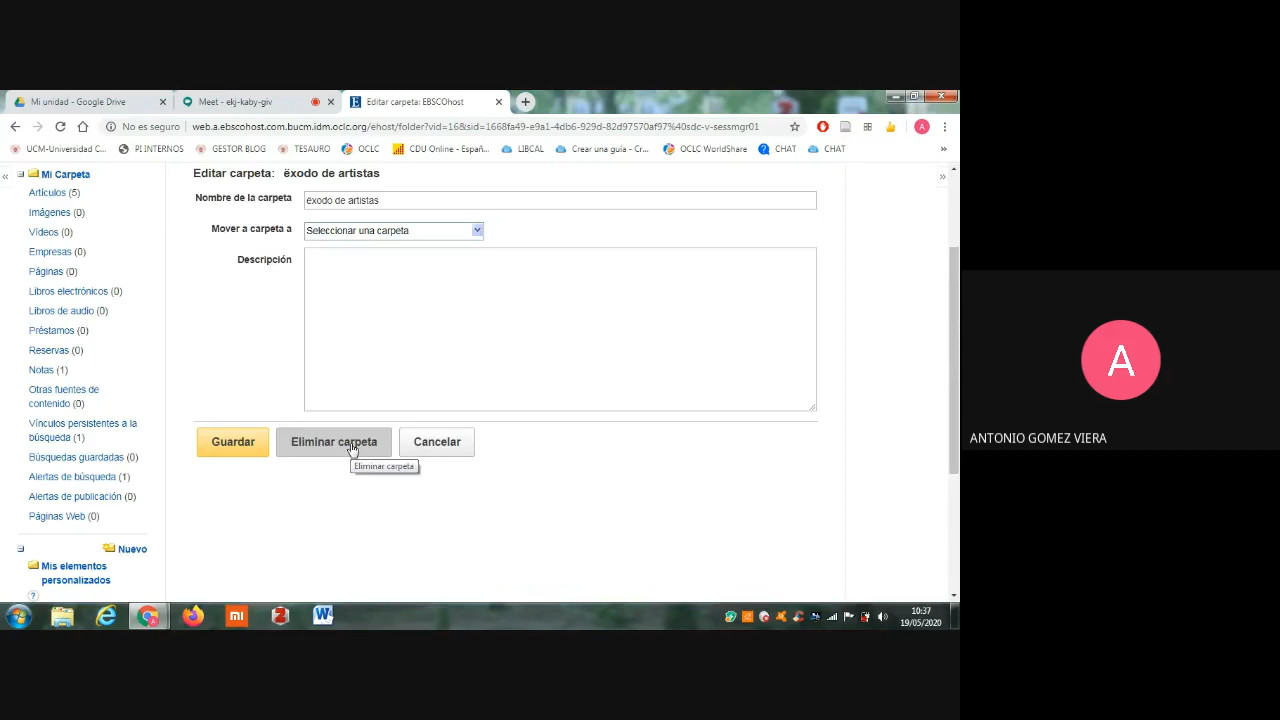 Mi unidad - Google Drive
Meet - ekj-kaby-giv
Editar carpeta: EBSCOhost
No es seguro
web.b.ebscohost.com.bucm.idm.oclc.org/ehost/folder?vid=16&sid=1668fa49-e9a1-4db6-929d-82d97570af97%40sdc-v-sessmgr01
A
UCM-Universidad C...
PI INTERNOS
GESTOR BLOG
TESAURO
OCLC
CDU Online - Españ...
LIBCAL
Crear una guía - Cr...
OCLC WorldShare
CHAT
CHAT
»
«
Mi Carpeta
Artículos (5)
Imágenes (0)
Vídeos (0)
Empresas (0)
Páginas (0)
Libros electrónicos (0)
Libros de audio (0)
Préstamos (0)
Reservas (0)
Notas (1)
Otras fuentes de
contenido (0)
Vínculos persistentes a la
búsqueda (1)
Búsquedas guardadas (0)
Alertas de búsqueda (1)
Alertas de publicación (0)
Páginas Web (0)
Nuevo
Mis elementos
personalizados
?
Editar carpeta: ëxodo de artistas
»
Nombre de la carpeta
ëxodo de artistas
Mover a carpeta a
Seleccionar una carpeta
Descripción
Guardar
Eliminar carpeta
Cancelar
Eliminar carpeta
mi
10:37
19/05/2020
A
ANTONIO GOMEZ VIERA